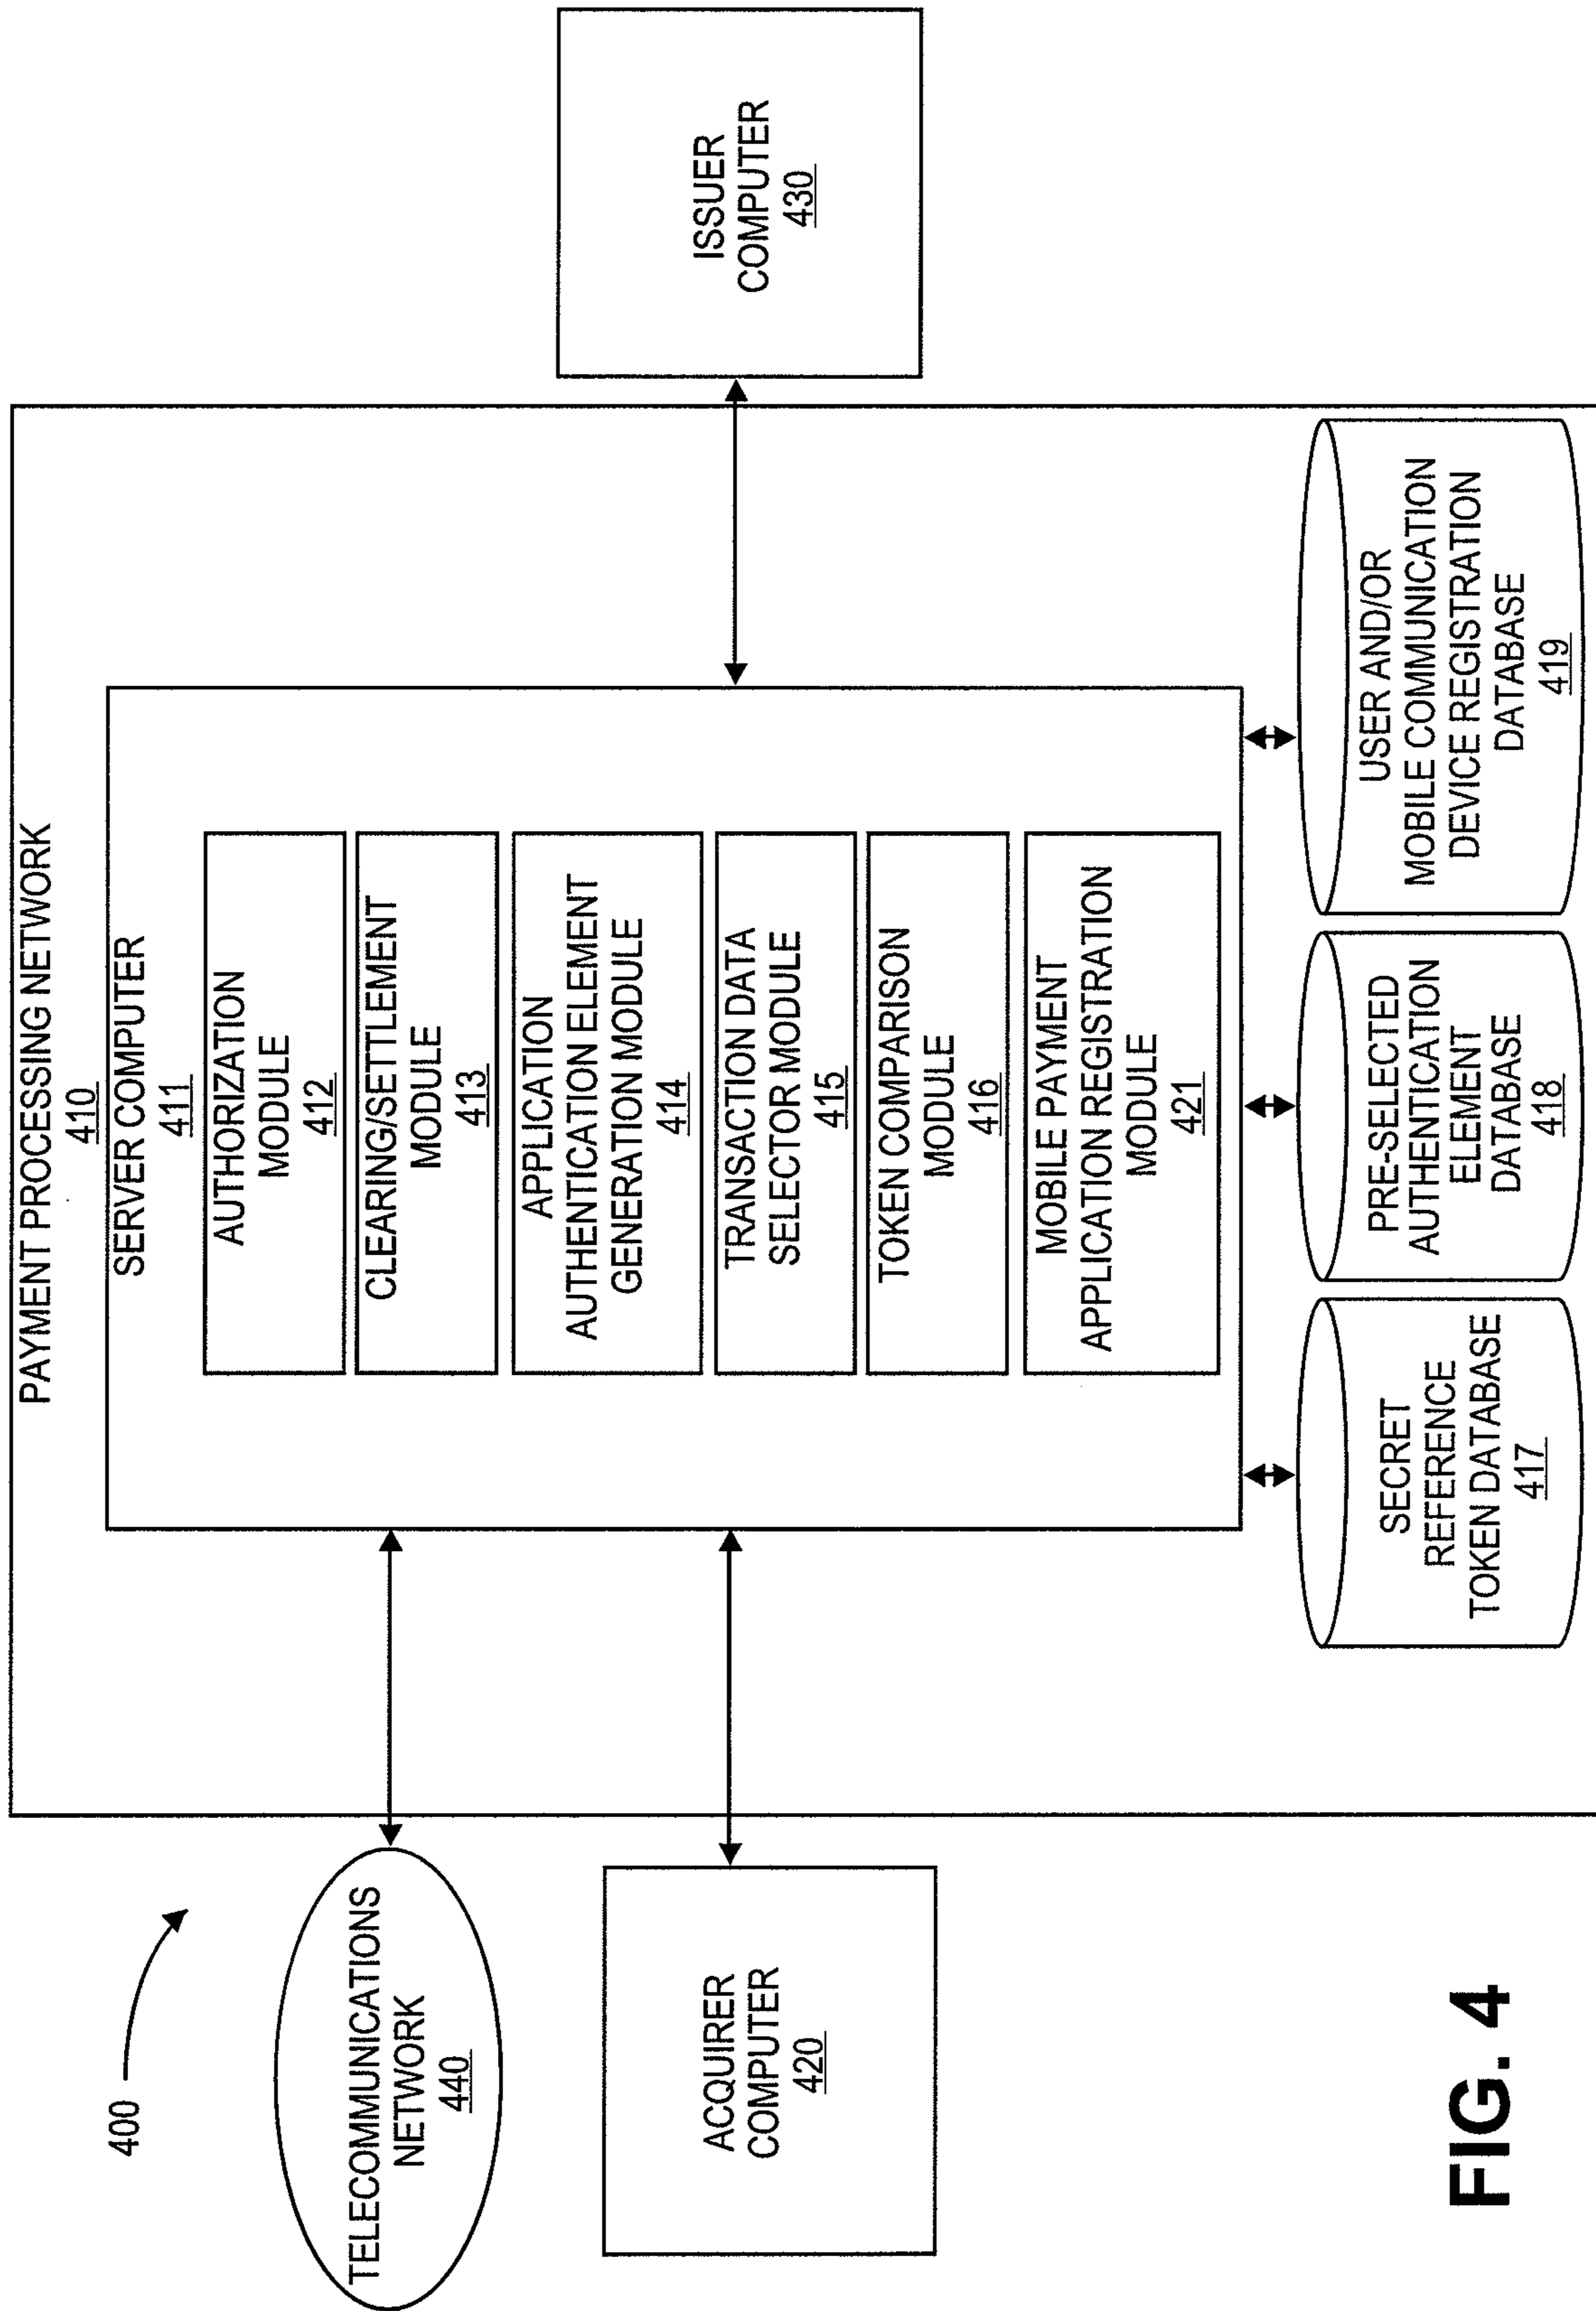 PAYMENT PROCESSING NETWORK
410
SERVER COMPUTER
411
AUTHORIZATION
MODULE
412
CLEARING/SETTLEMENT
MODULE
413
APPLICATION
AUTHENTICATION ELEMENT
GENERATION MODULE
414
TRANSACTION DATA
SELECTOR MODULE
415
TOKEN COMPARISON
MODULE
416
MOBILE PAYMENT
APPLICATION REGISTRATION
MODULE
421
400
TELECOMMUNICATIONS
NETWORK
440
ACQUIRER
COMPUTER
420
ISSUER
COMPUTER
430
SECRET
REFERENCE
TOKEN DATABASE
417
PRE-SELECTED
AUTHENTICATION
ELEMENT
DATABASE
418
USER AND/OR
MOBILE COMMUNICATION
DEVICE REGISTRATION
DATABASE
419
FIG. 4